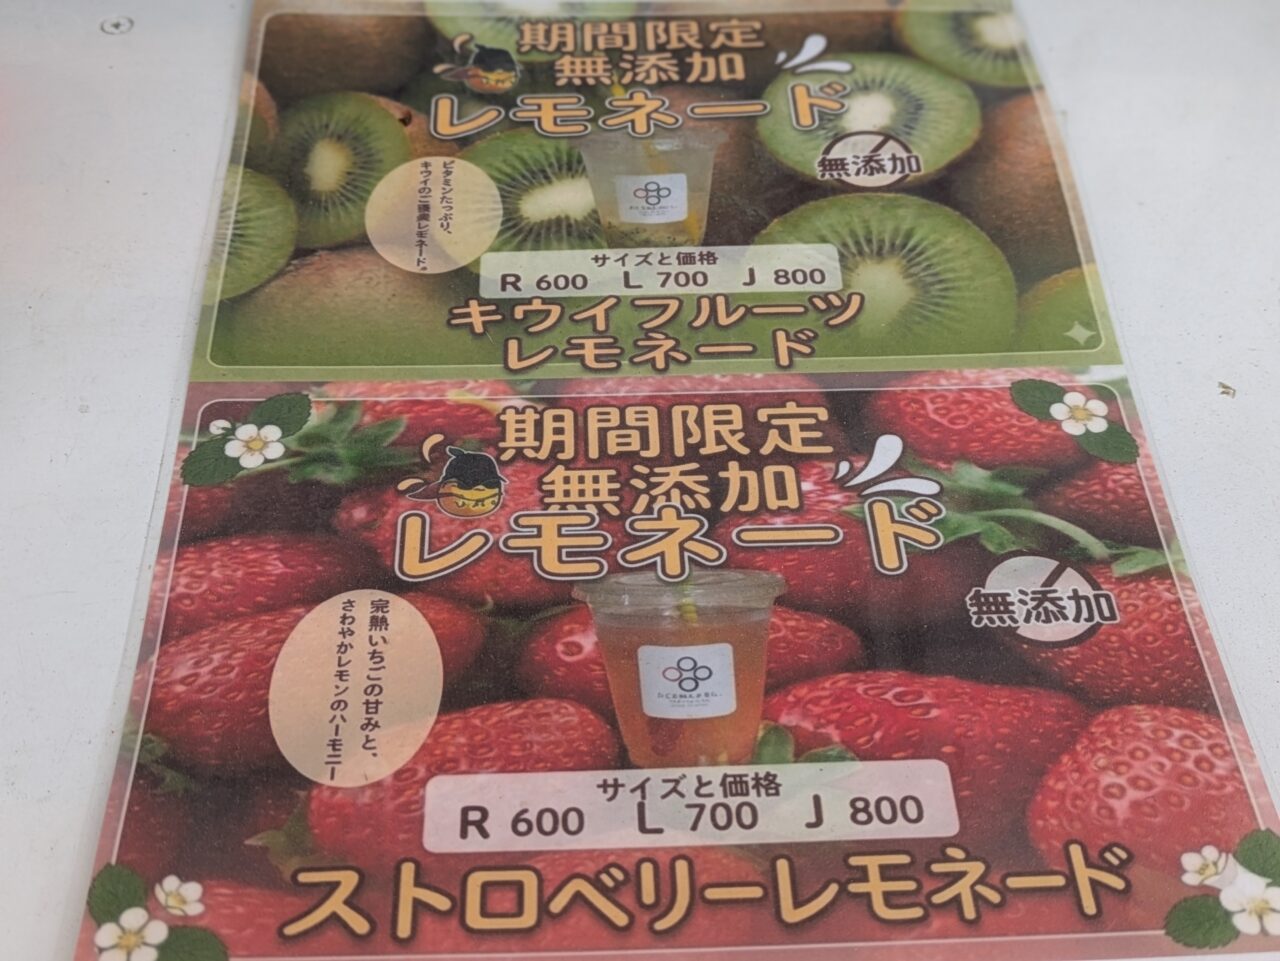 期間限定
無添加
レモネード
無添加
ビタミンたっぷり、
キウイのご褒美レモネード。
サイズと価格
R 600 L 700 J 800
キウイフルーツ
レモネード
期間限定
無添加
レモネード
無添加
完熟いちごの甘みと、
さわやかレモンのハーモニー
サイズと価格
R 600 L 700 J 800
ストロベリーレモネード